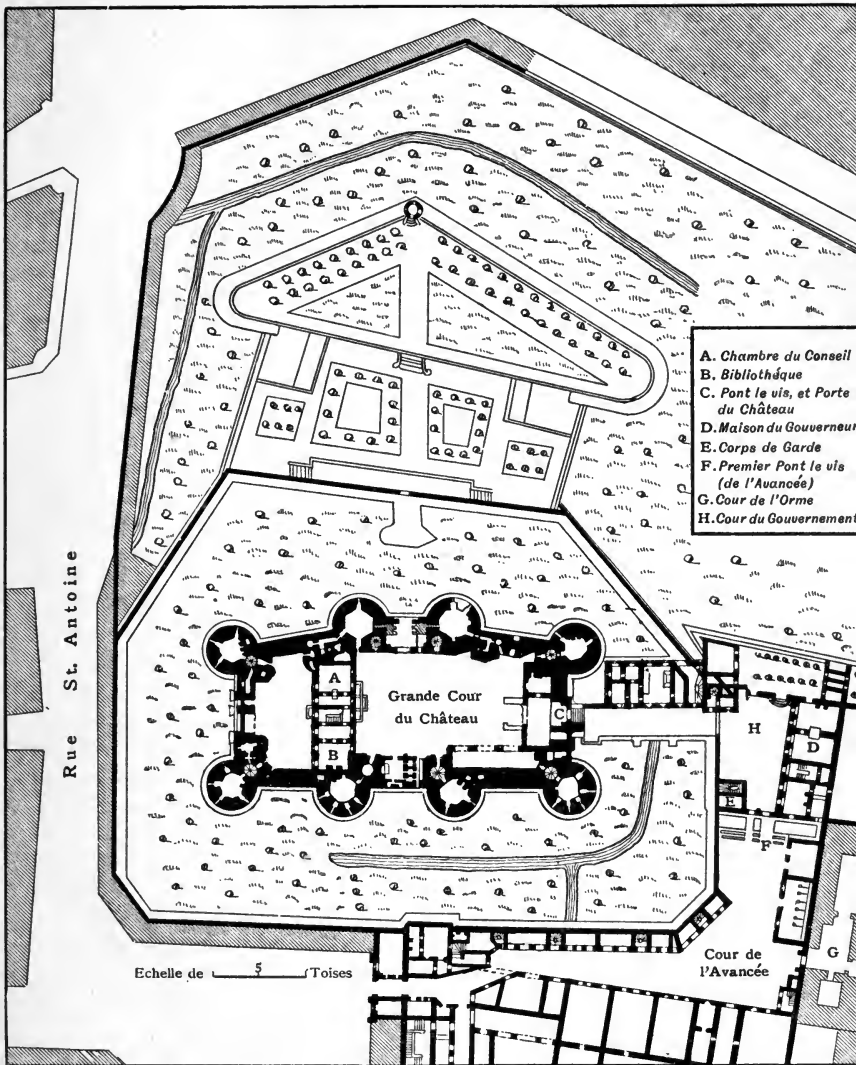 A. Chambre du Conseil
B. Bibliothéque
C. Pont le vis, et Porte
du Château
D. Maison du Gouverneur
E. Corps de Garde
F. Premier Pont le vis
(de l'Avancée)
G. Cour de l'Orme
H. Cour du Gouvernement
Rue St. Antoine
A
Grande Cour
du Château
C
B
H
D
E
F
Cour de
l'Avancée
G
Echelle de 5 Toises